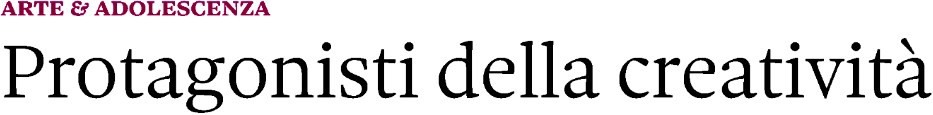 ARTE & ADOLESCENZA
Protagonisti della creatività